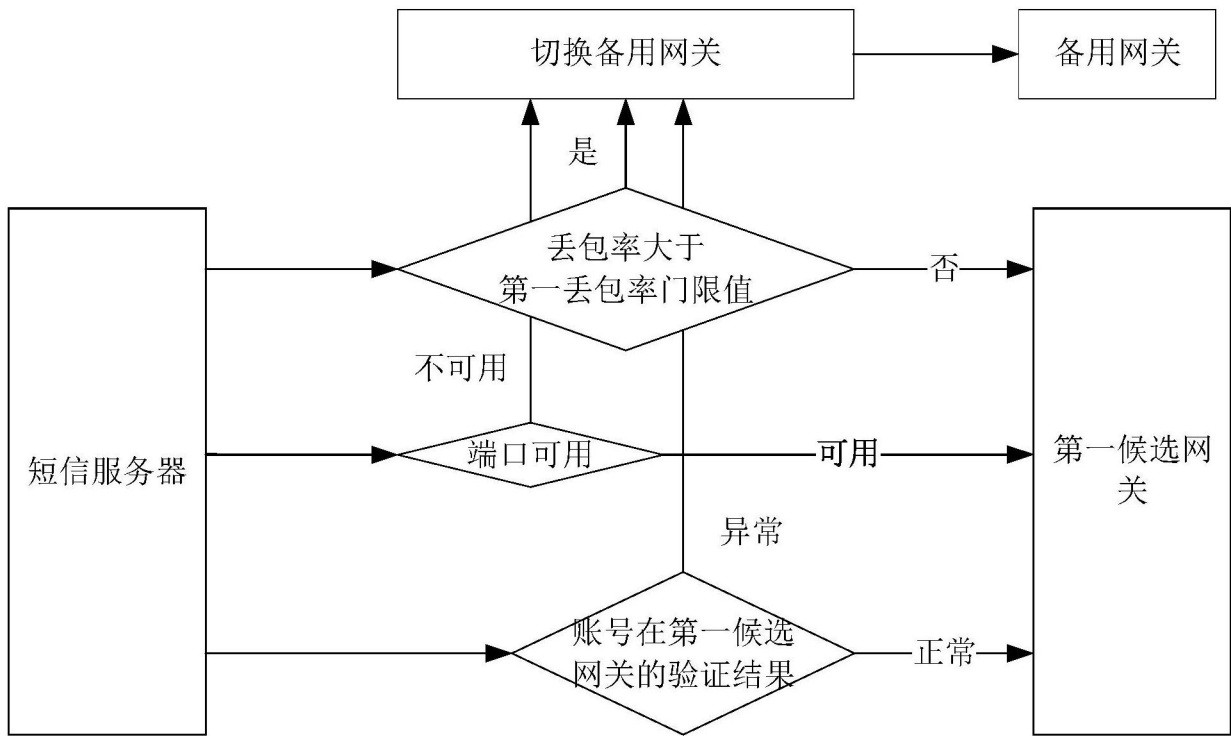 切换备用网关
备用网关
是
丢包率大于
第一丢包率门限值
否
不可用
短信服务器
端口可用
可用
第一候选网
关
异常
账号在第一候选
网关的验证结果
正常